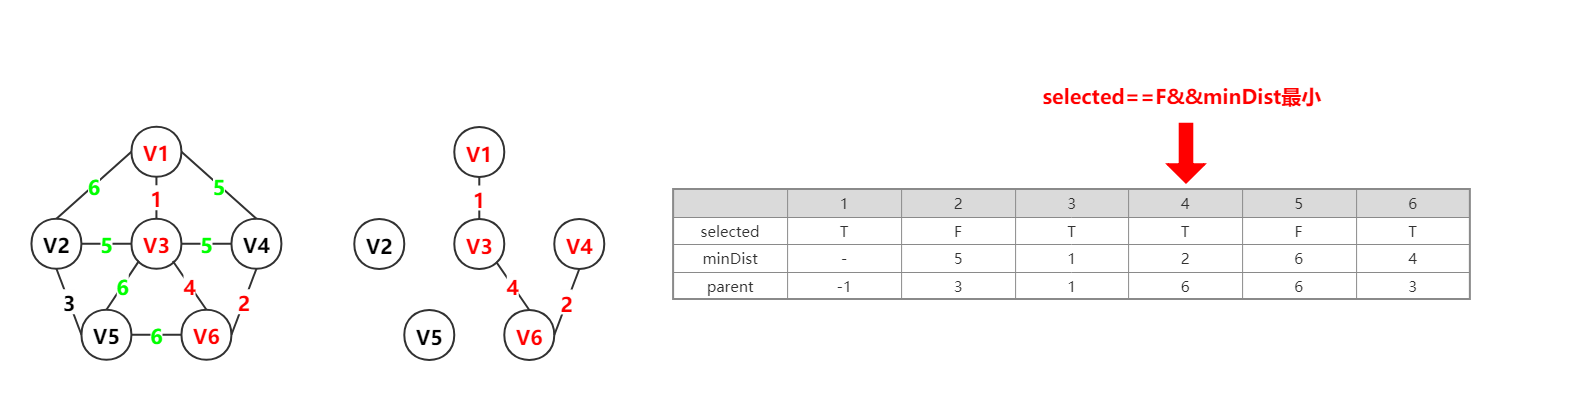 selected==F&&minDist最小
V1
6
1
5
V2
5
V3
5
V4
3
6
4
2
V5
6
V6
V1
1
V2
V3
V4
4
2
V5
V6
1 2 3 4 5 6
selected T F T T F T
minDist - 5 1 2 6 4
parent -1 3 1 6 6 3